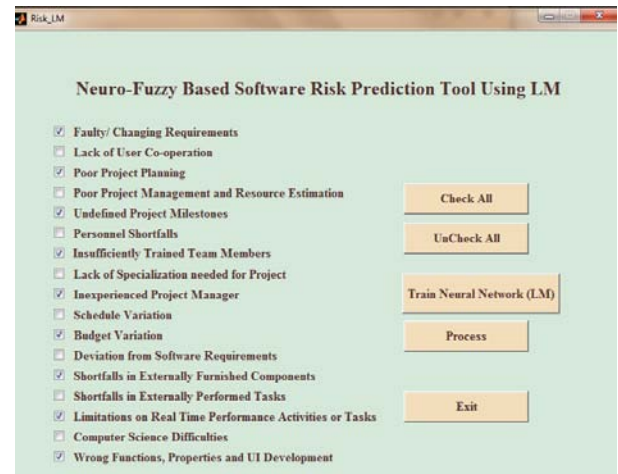 Risk_LM
Neuro-Fuzzy Based Software Risk Prediction Tool Using LM
Faulty/ Changing Requirements
Lack of User Co-operation
Poor Project Planning
Poor Project Management and Resource Estimation
Undefined Project Milestones
Personnel Shortfalls
Insufficiently Trained Team Members
Lack of Specialization needed for Project
Inexperienced Project Manager
Schedule Variation
Budget Variation
Deviation from Software Requirements
Shortfalls in Externally Furnished Components
Shortfalls in Externally Performed Tasks
Limitations on Real Time Performance Activities or Tasks
Computer Science Difficulties
Wrong Functions, Properties and UI Development
Check All
UnCheck All
Train Neural Network (LM)
Process
Exit